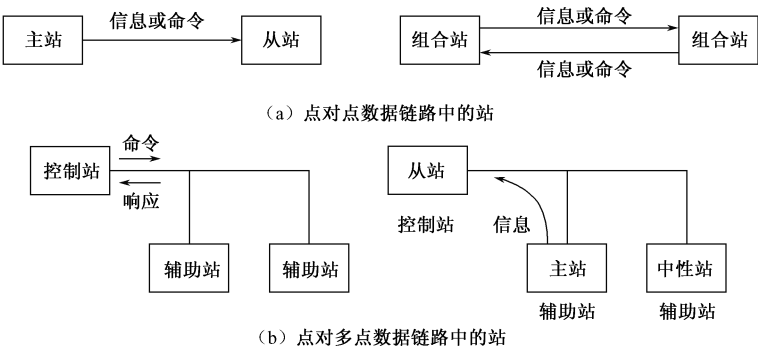 主站
信息或命令
从站
组合站
信息或命令
信息或命令
组合站
（a）点对点数据链路中的站
控制站
命令
响应
辅助站
辅助站
从站
控制站
信息
主站
辅助站
中性站
辅助站
（b）点对多点数据链路中的站